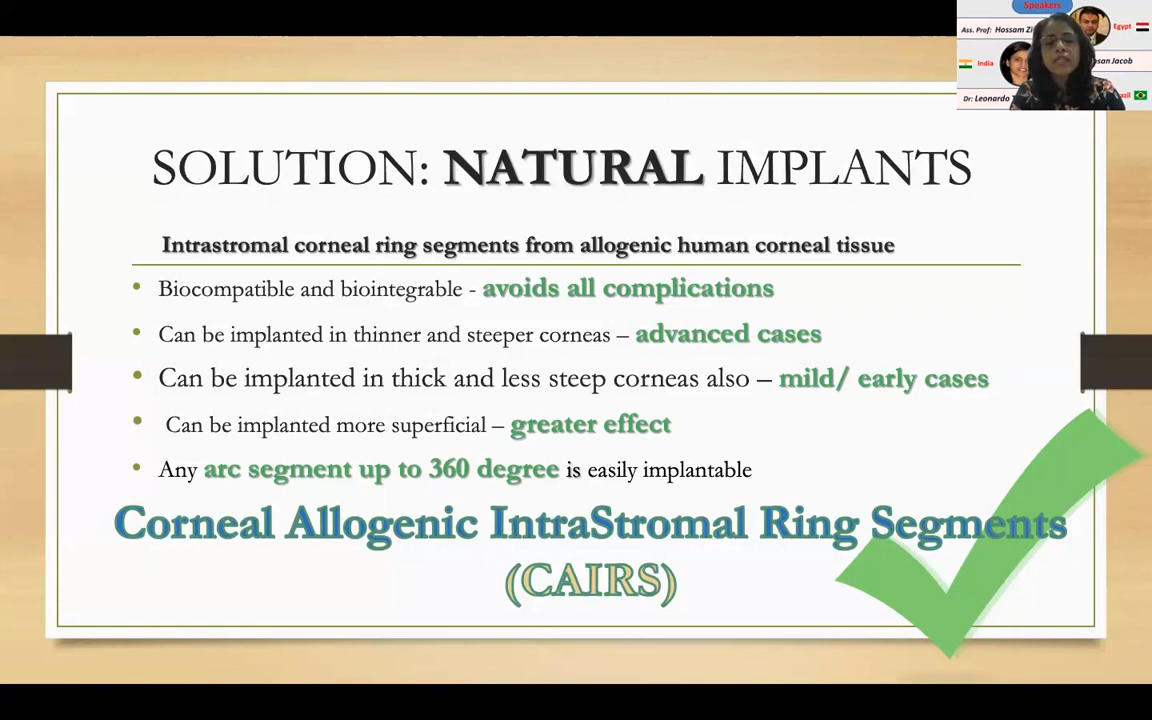 Speakers
Ass. Prof: Hossam
Egypt
India
Jacob
Dr: Leonardo
SOLUTION: NATURAL IMPLANTS
Intrastromal corneal ring segments from allogenic human corneal tissue
• Biocompatible and biointegrable - avoids all complications
• Can be implanted in thinner and steeper corneas – advanced cases
• Can be implanted in thick and less steep corneas also – mild/ early cases
• Can be implanted more superficial – greater effect
• Any arc segment up to 360 degree is easily implantable
Corneal Allogenic IntraStromal Ring Segments
(CAIRS)